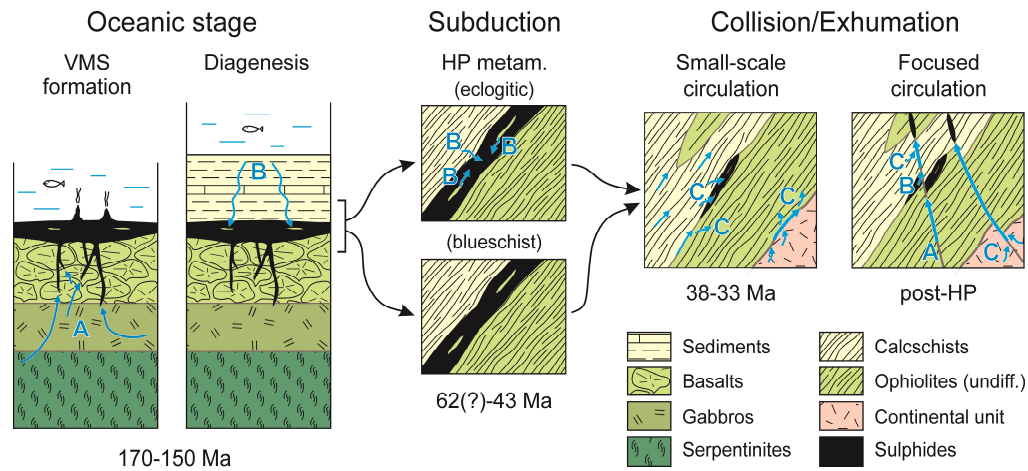 Oceanic stage
Subduction
Collision/Exhumation
VMS
formation
Diagenesis
HP metam.
(eclogitic)
Small-scale
circulation
Focused
circulation
B
B
B
B
C
C
C
C
B
A
C
A
(blueschist)
38-33 Ma
post-HP
62(?)-43 Ma
170-150 Ma
Sediments
Basalts
Gabbros
Serpentinites
Calcschists
Ophiolites (undiff.)
Continental unit
Sulphides